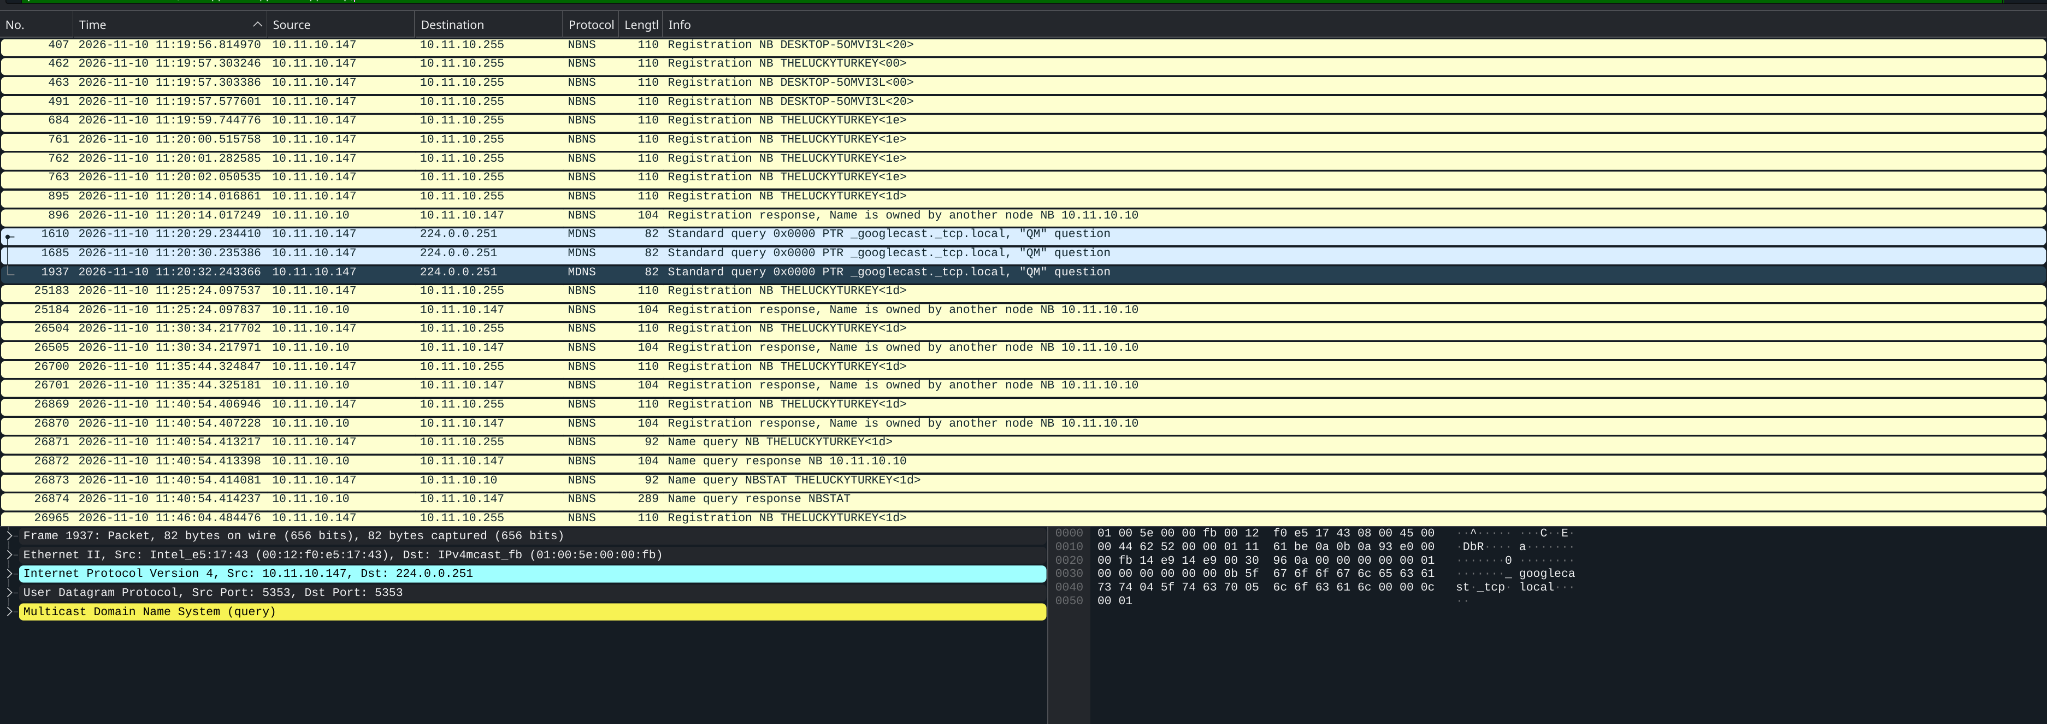 No. Time Source Destination Protocol Lengtl Info
407 2026-11-10 11:19:56.814970 10.11.10.147 10.11.10.255 NBNS 110 Registration NB DESKTOP-5OMVI3L<20>
462 2026-11-10 11:19:57.303246 10.11.10.147 10.11.10.255 NBNS 110 Registration NB THELUCKYTURKEY<00>
463 2026-11-10 11:19:57.303386 10.11.10.147 10.11.10.255 NBNS 110 Registration NB DESKTOP-5OMVI3L<00>
491 2026-11-10 11:19:57.577601 10.11.10.147 10.11.10.255 NBNS 110 Registration NB DESKTOP-5OMVI3L<20>
684 2026-11-10 11:19:59.744776 10.11.10.147 10.11.10.255 NBNS 110 Registration NB THELUCKYTURKEY<1e>
761 2026-11-10 11:20:00.515758 10.11.10.147 10.11.10.255 NBNS 110 Registration NB THELUCKYTURKEY<1e>
762 2026-11-10 11:20:01.282585 10.11.10.147 10.11.10.255 NBNS 110 Registration NB THELUCKYTURKEY<1e>
763 2026-11-10 11:20:02.050535 10.11.10.147 10.11.10.255 NBNS 110 Registration NB THELUCKYTURKEY<1e>
895 2026-11-10 11:20:14.016861 10.11.10.147 10.11.10.255 NBNS 110 Registration NB THELUCKYTURKEY<1d>
896 2026-11-10 11:20:14.017249 10.11.10.10 10.11.10.147 NBNS 104 Registration response, Name is owned by another node NB 10.11.10.10
1610 2026-11-10 11:20:29.234410 10.11.10.147 224.0.0.251 MDNS 82 Standard query 0x0000 PTR _googlecast._tcp.local, "QM" question
1685 2026-11-10 11:20:30.235386 10.11.10.147 224.0.0.251 MDNS 82 Standard query 0x0000 PTR _googlecast._tcp.local, "QM" question
1937 2026-11-10 11:20:32.243366 10.11.10.147 224.0.0.251 MDNS 82 Standard query 0x0000 PTR _googlecast._tcp.local, "QM" question
25183 2026-11-10 11:25:24.097537 10.11.10.147 10.11.10.255 NBNS 110 Registration NB THELUCKYTURKEY<1d>
25184 2026-11-10 11:25:24.097837 10.11.10.10 10.11.10.147 NBNS 104 Registration response, Name is owned by another node NB 10.11.10.10
26504 2026-11-10 11:30:34.217702 10.11.10.147 10.11.10.255 NBNS 110 Registration NB THELUCKYTURKEY<1d>
26505 2026-11-10 11:30:34.217971 10.11.10.10 10.11.10.147 NBNS 104 Registration response, Name is owned by another node NB 10.11.10.10
26700 2026-11-10 11:35:44.324847 10.11.10.147 10.11.10.255 NBNS 110 Registration NB THELUCKYTURKEY<1d>
26701 2026-11-10 11:35:44.325181 10.11.10.10 10.11.10.147 NBNS 104 Registration response, Name is owned by another node NB 10.11.10.10
26869 2026-11-10 11:40:54.406946 10.11.10.147 10.11.10.255 NBNS 110 Registration NB THELUCKYTURKEY<1d>
26870 2026-11-10 11:40:54.407228 10.11.10.10 10.11.10.147 NBNS 104 Registration response, Name is owned by another node NB 10.11.10.10
26871 2026-11-10 11:40:54.413217 10.11.10.147 10.11.10.255 NBNS 92 Name query NB THELUCKYTURKEY<1d>
26872 2026-11-10 11:40:54.413398 10.11.10.10 10.11.10.147 NBNS 104 Name query response NB 10.11.10.10
26873 2026-11-10 11:40:54.414081 10.11.10.147 10.11.10.10 NBNS 92 Name query NBSTAT THELUCKYTURKEY<1d>
26874 2026-11-10 11:40:54.414237 10.11.10.10 10.11.10.147 NBNS 289 Name query response NBSTAT
26965 2026-11-10 11:46:04.484476 10.11.10.147 10.11.10.255 NBNS 110 Registration NB THELUCKYTURKEY<1d>
Frame 1937: Packet, 82 bytes on wire (656 bits), 82 bytes captured (656 bits)
Ethernet II, Src: Intel_e5:17:43 (00:12:f0:e5:17:43), Dst: IPv4mcast_fb (01:00:5e:00:00:fb)
Internet Protocol Version 4, Src: 10.11.10.147, Dst: 224.0.0.251
User Datagram Protocol, Src Port: 5353, Dst Port: 5353
Multicast Domain Name System (query)
0000 01 00 5e 00 00 fb 00 12 f0 e5 17 43 08 00 45 00 ··^····· ···C··E·
0010 00 44 62 52 00 00 01 11 61 be 0a 0b 0a 93 e0 00 ·DbR···· a·······
0020 00 fb 14 e9 14 e9 00 30 96 0a 00 00 00 00 00 01 ·······0 ········
0030 00 00 00 00 00 00 0b 5f 67 6f 6f 67 6c 65 63 61 ·······_ googleca
0040 73 74 04 5f 74 63 70 05 6c 6f 63 61 6c 00 00 0c st·_tcp· local···
0050 00 01 ··